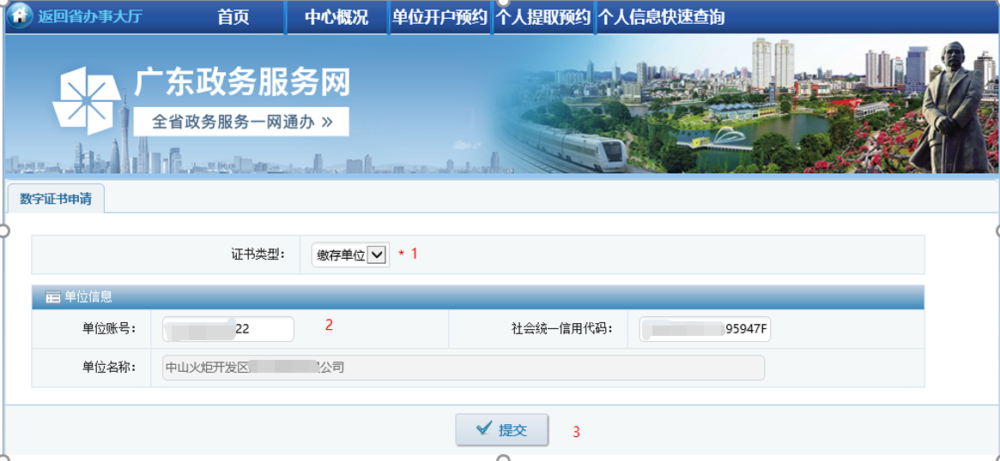 返回省办事大厅 首页 中心概况 单位开户预约 个人提取预约 个人信息快速查询
广东政务服务网
全省政务服务一网通办 »
数字证书申请
证书类型： 缴存单位 * 1
单位信息
单位账号： 22 2 社会统一信用代码： 95947F
单位名称： 中山火炬开发区 公司
提交 3